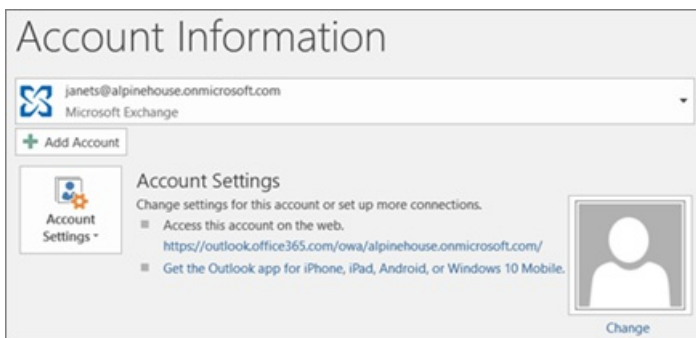 Account Information
janets@alpinehouse.onmicrosoft.com
Microsoft Exchange
Add Account
Account Settings
Account Settings
Change settings for this account or set up more connections.
Access this account on the web.
https://outlook.office365.com/owa/alpinehouse.onmicrosoft.com/
Get the Outlook app for iPhone, iPad, Android, or Windows 10 Mobile.
Change